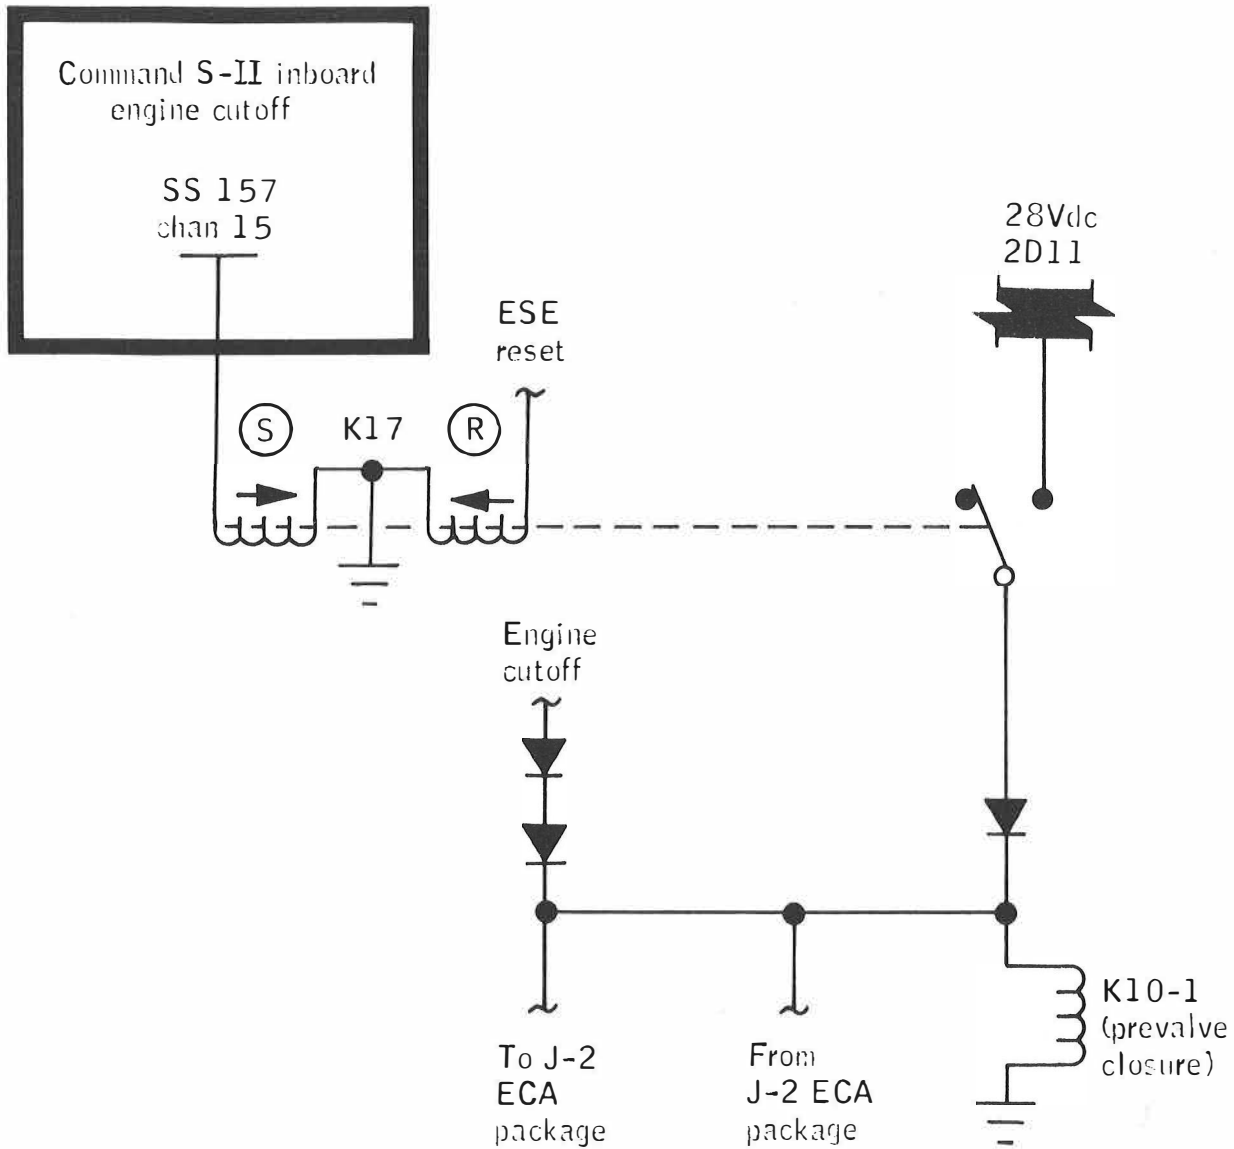 Command S-II inboard
engine cutoff
SS 157
chan 15
28Vdc
2D11
ESE
reset
S
K17
R
Engine
cutoff
K10-1
(prevalve
closure)
To J-2
ECA
package
From
J-2 ECA
package